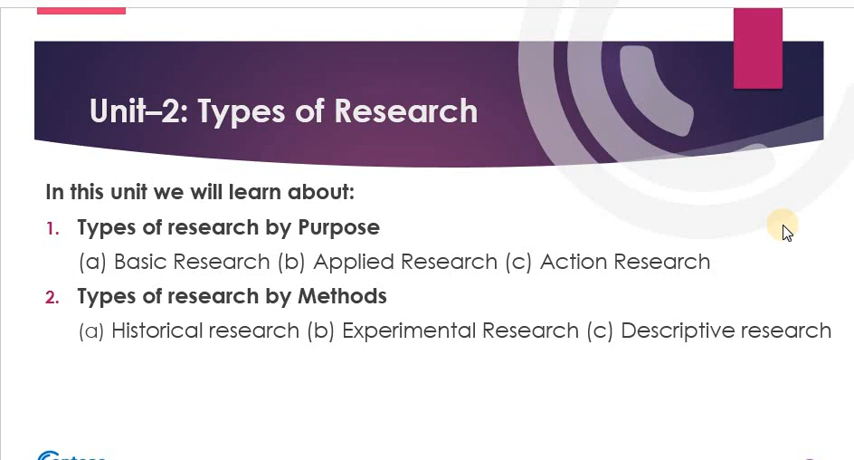 Unit–2: Types of Research
In this unit we will learn about:
1. Types of research by Purpose
(a) Basic Research (b) Applied Research (c) Action Research
2. Types of research by Methods
(a) Historical research (b) Experimental Research (c) Descriptive research